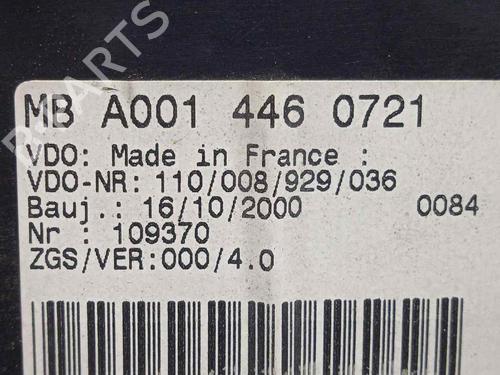 MB A001 446 0721
VDO: Made in France :
VDO-NR: 110/008/929/036
Bauj.: 16/10/2000 0084
Nr : 109370
ZGS/VER:000/4.0